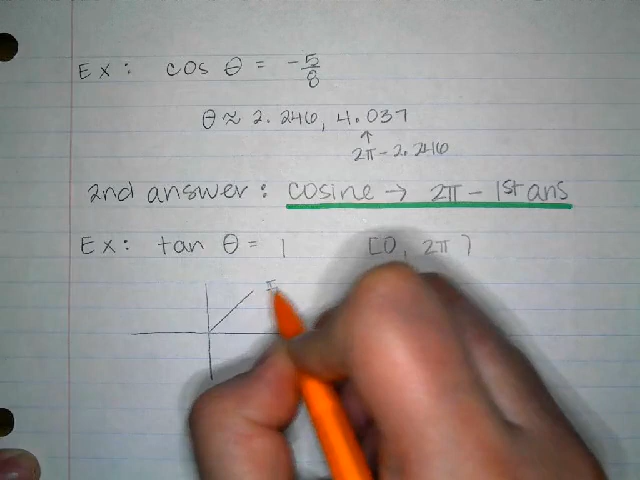 Ex: cos θ = -5/8
θ ≈ 2.246, 4.037
↑
2π - 2.246
2nd answer: cosine → 2π - 1st ans
Ex: tan θ = 1 [0, 2π)
π